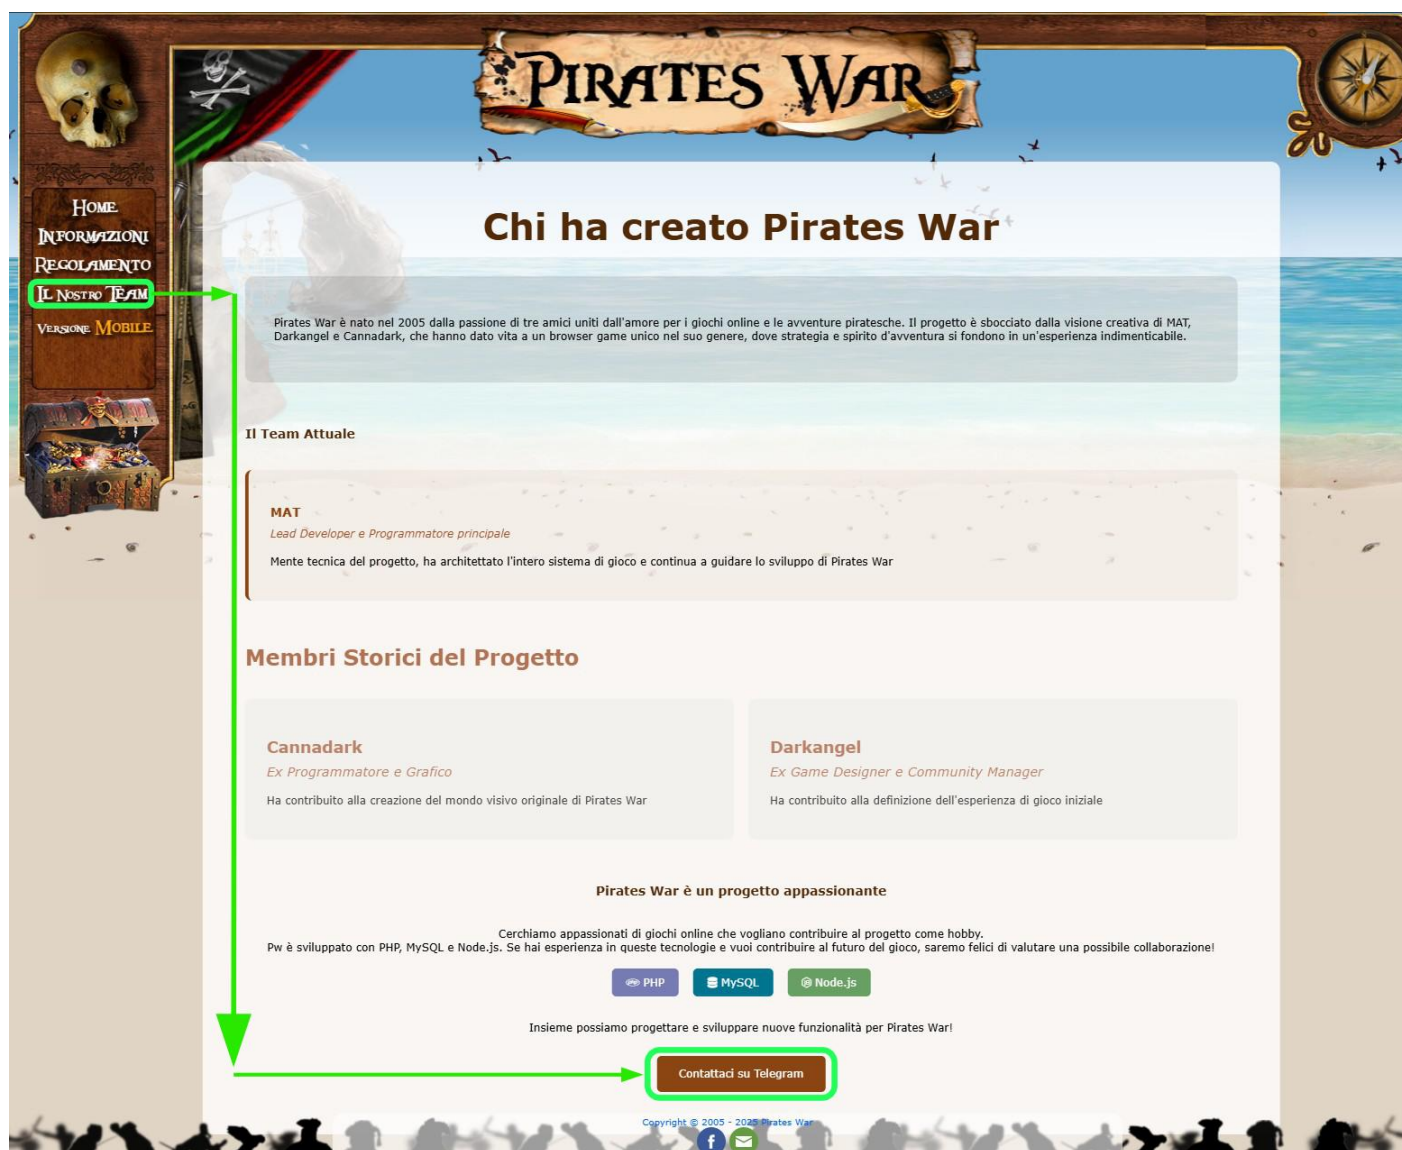 PIRATES WAR
HOME
INFORMAZIONI
REGOLAMENTO
IL NOSTRO TEAM
VERSIONE MOBILE
Chi ha creato Pirates War
Pirates War è nato nel 2005 dalla passione di tre amici uniti dall'amore per i giochi online e le avventure piratesche. Il progetto è sbocciato dalla visione creativa di MAT,
Darkangel e Cannadark, che hanno dato vita a un browser game unico nel suo genere, dove strategia e spirito d'avventura si fondono in un'esperienza indimenticabile.
Il Team Attuale
MAT
Lead Developer e Programmatore principale
Mente tecnica del progetto, ha architettato l'intero sistema di gioco e continua a guidare lo sviluppo di Pirates War
Membri Storici del Progetto
Cannadark
Ex Programmatore e Grafico
Ha contribuito alla creazione del mondo visivo originale di Pirates War
Darkangel
Ex Game Designer e Community Manager
Ha contribuito alla definizione dell'esperienza di gioco iniziale
Pirates War è un progetto appassionante
Cerchiamo appassionati di giochi online che vogliano contribuire al progetto come hobby.
Pw è sviluppato con PHP, MySQL e Node.js. Se hai esperienza in queste tecnologie e vuoi contribuire al futuro del gioco, saremo felici di valutare una possibile collaborazione!
PHP MySQL Node.js
Insieme possiamo progettare e sviluppare nuove funzionalità per Pirates War!
Contattaci su Telegram
Copyright © 2005 - 2025 Pirates War